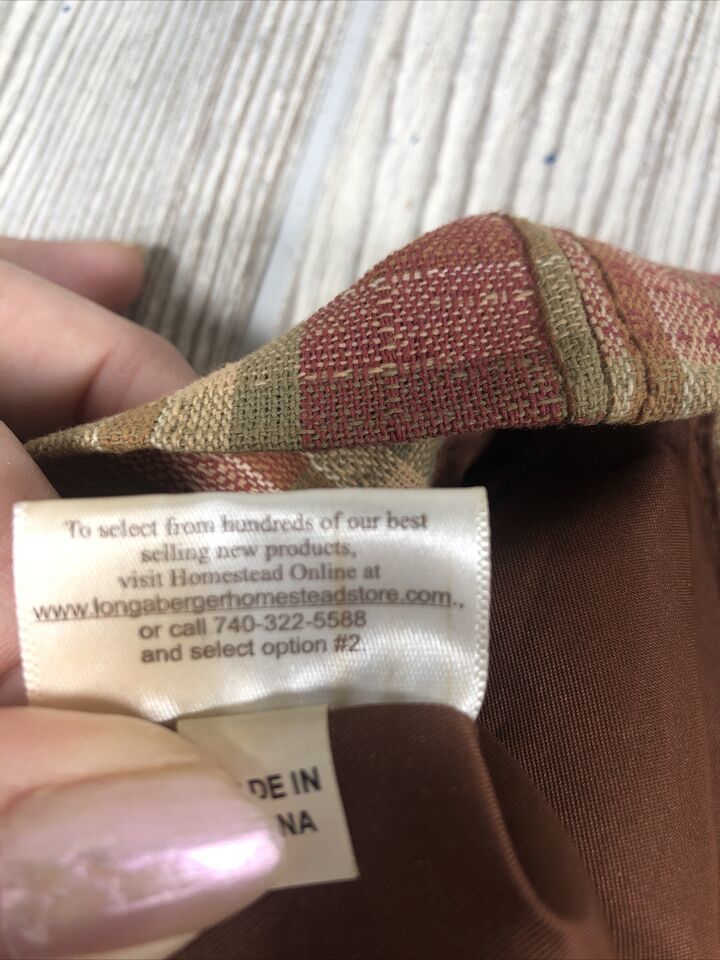 To select from hundreds of our best
selling new products,
visit Homestead Online at
www.longabergerhomesteadstore.com.,
or call 740-322-5588
and select option #2.
DE IN
NA